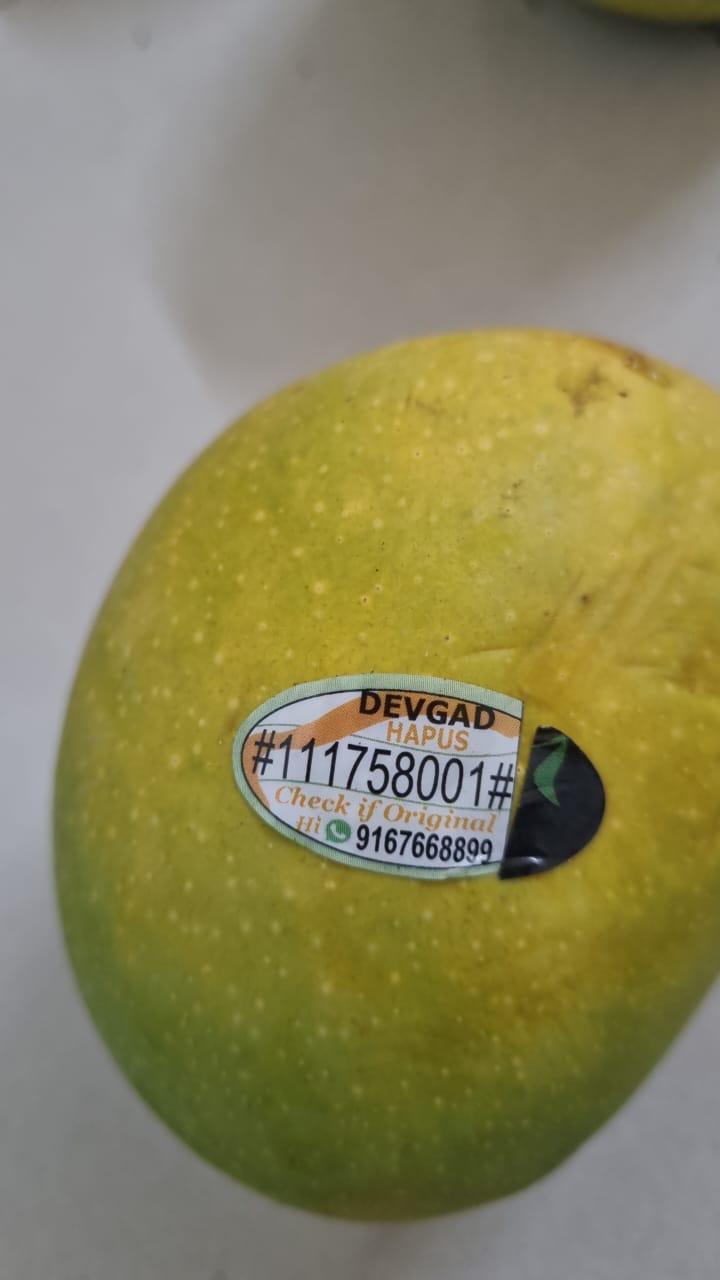 DEVGAD
HAPUS
#111758001#
Check if Original
Hi 9167668899